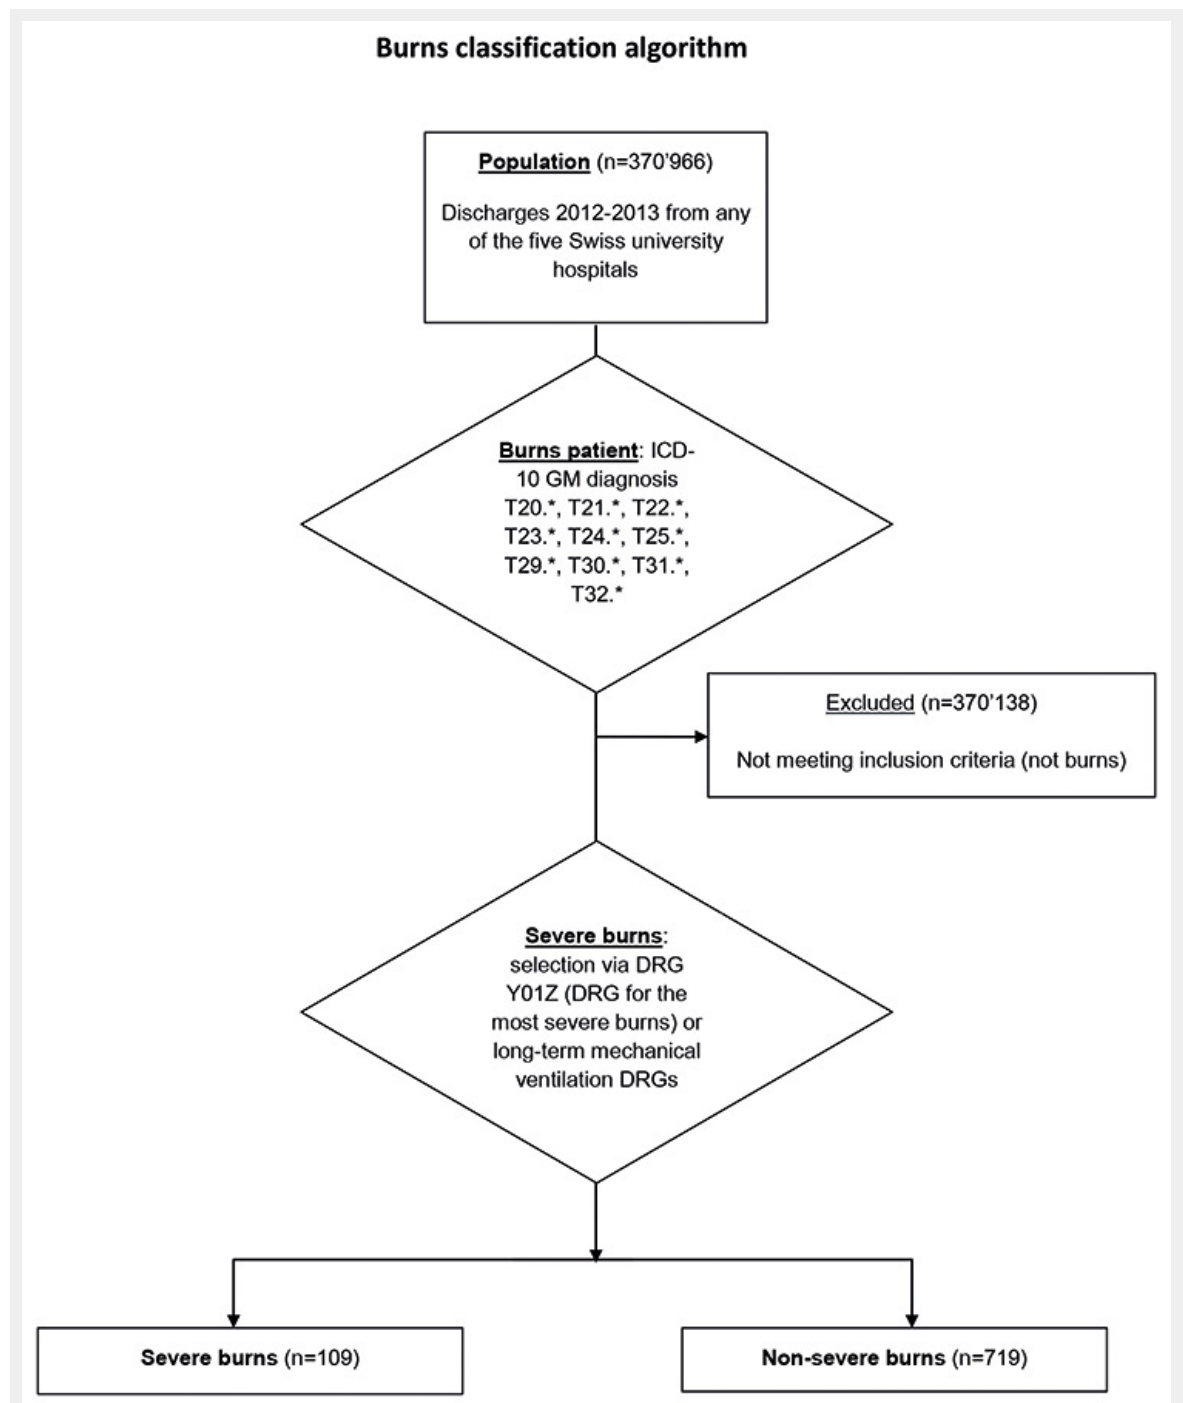 Burns classification algorithm
Population (n=370’966)
Discharges 2012-2013 from any
of the five Swiss university
hospitals
Burns patient: ICD-
10 GM diagnosis
T20.*, T21.*, T22.*,
T23.*, T24.*, T25.*,
T29.*, T30.*, T31.*,
T32.*
Excluded (n=370’138)
Not meeting inclusion criteria (not burns)
Severe burns:
selection via DRG
Y01Z (DRG for the
most severe burns) or
long-term mechanical
ventilation DRGs
Severe burns (n=109)
Non-severe burns (n=719)